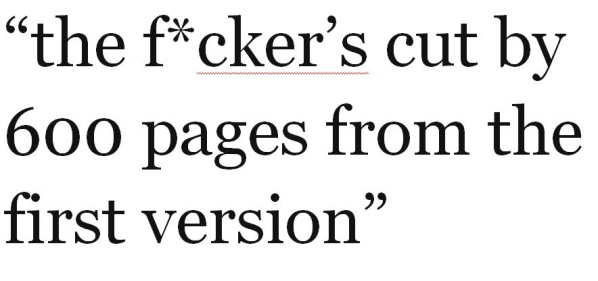 “the f*cker’s cut by
600 pages from the
first version”